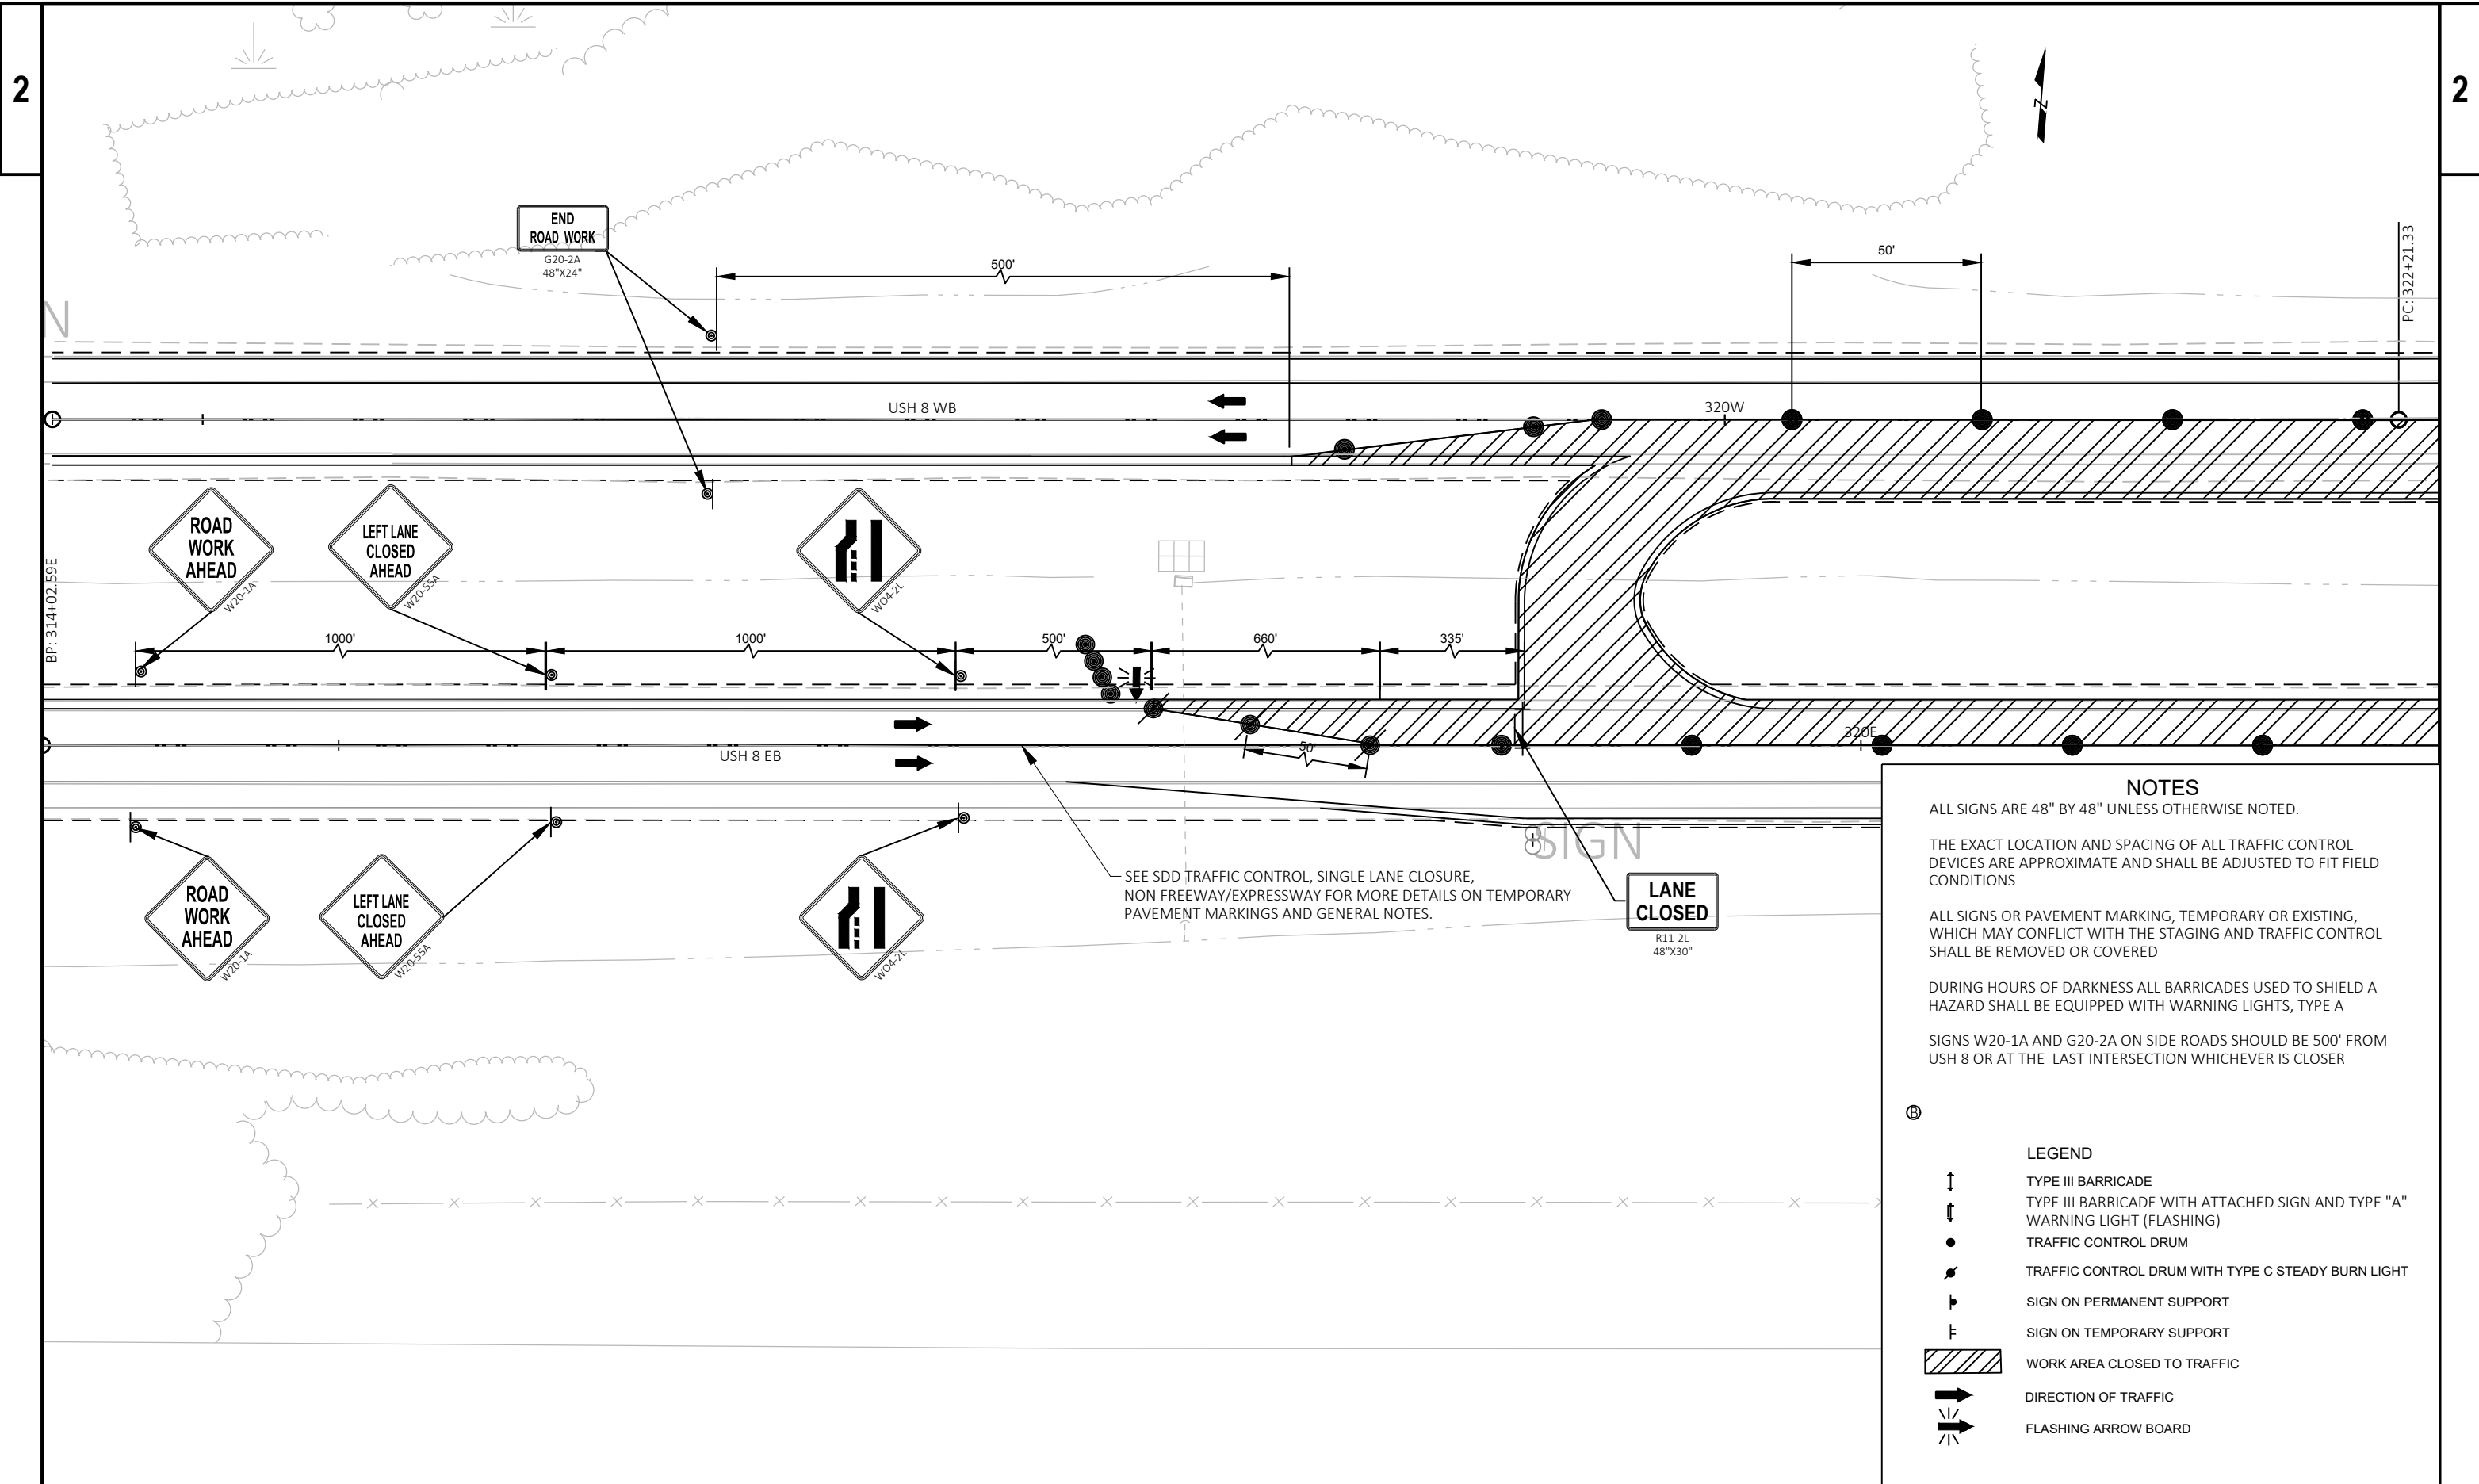 2
2
N
END
ROAD WORK
G20-2A
48"X24"
500'
50'
PC: 322+21.33
N
USH 8 WB
320W
ROAD
WORK
AHEAD
W20-1A
LEFT LANE
CLOSED
AHEAD
W20-55A
WO4-2L
BP: 314+02.59E
1000'
1000'
500'
660'
335'
USH 8 EB
50'
320E
SIGN
ROAD
WORK
AHEAD
W20-1A
LEFT LANE
CLOSED
AHEAD
W20-55A
WO4-2L
SEE SDD TRAFFIC CONTROL, SINGLE LANE CLOSURE,
NON FREEWAY/EXPRESSWAY FOR MORE DETAILS ON TEMPORARY
PAVEMENT MARKINGS AND GENERAL NOTES.
LANE
CLOSED
R11-2L
48"X30"
NOTES
ALL SIGNS ARE 48" BY 48" UNLESS OTHERWISE NOTED.
THE EXACT LOCATION AND SPACING OF ALL TRAFFIC CONTROL
DEVICES ARE APPROXIMATE AND SHALL BE ADJUSTED TO FIT FIELD
CONDITIONS
ALL SIGNS OR PAVEMENT MARKING, TEMPORARY OR EXISTING,
WHICH MAY CONFLICT WITH THE STAGING AND TRAFFIC CONTROL
SHALL BE REMOVED OR COVERED
DURING HOURS OF DARKNESS ALL BARRICADES USED TO SHIELD A
HAZARD SHALL BE EQUIPPED WITH WARNING LIGHTS, TYPE A
SIGNS W20-1A AND G20-2A ON SIDE ROADS SHOULD BE 500' FROM
USH 8 OR AT THE LAST INTERSECTION WHICHEVER IS CLOSER
B
LEGEND
TYPE III BARRICADE
TYPE III BARRICADE WITH ATTACHED SIGN AND TYPE "A"
WARNING LIGHT (FLASHING)
TRAFFIC CONTROL DRUM
TRAFFIC CONTROL DRUM WITH TYPE C STEADY BURN LIGHT
SIGN ON PERMANENT SUPPORT
SIGN ON TEMPORARY SUPPORT
WORK AREA CLOSED TO TRAFFIC
DIRECTION OF TRAFFIC
FLASHING ARROW BOARD